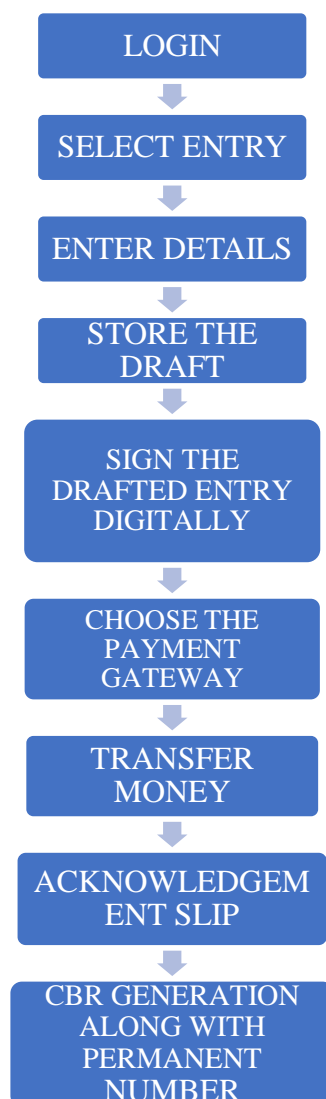 LOGIN
SELECT ENTRY
ENTER DETAILS
STORE THE
DRAFT
SIGN THE
DRAFTED ENTRY
DIGITALLY
CHOOSE THE
PAYMENT
GATEWAY
TRANSFER
MONEY
ACKNOWLEDGEM
ENT SLIP
CBR GENERATION
ALONG WITH
PERMANENT
NUMBER